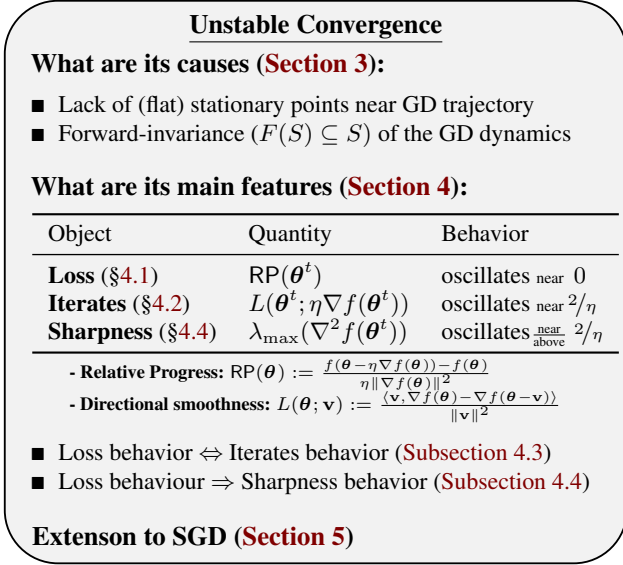 Unstable Convergence
What are its causes (Section 3):
■ Lack of (flat) stationary points near GD trajectory
■ Forward-invariance (F(S) ⊆ S) of the GD dynamics
What are its main features (Section 4):
Object Quantity Behavior
Loss (§4.1) RP(θ^t) oscillates near 0
Iterates (§4.2) L(θ^t; η∇f(θ^t)) oscillates near 2/η
Sharpness (§4.4) λ_max(∇²f(θ^t)) oscillates near/above 2/η
- Relative Progress: RP(θ) := (f(θ−η∇f(θ))−f(θ))/(η‖∇f(θ)‖²)
- Directional smoothness: L(θ; v) := ⟨v,∇f(θ)−∇f(θ−v)⟩/‖v‖²
■ Loss behavior ⇔ Iterates behavior (Subsection 4.3)
■ Loss behaviour ⇒ Sharpness behavior (Subsection 4.4)
Extenson to SGD (Section 5)